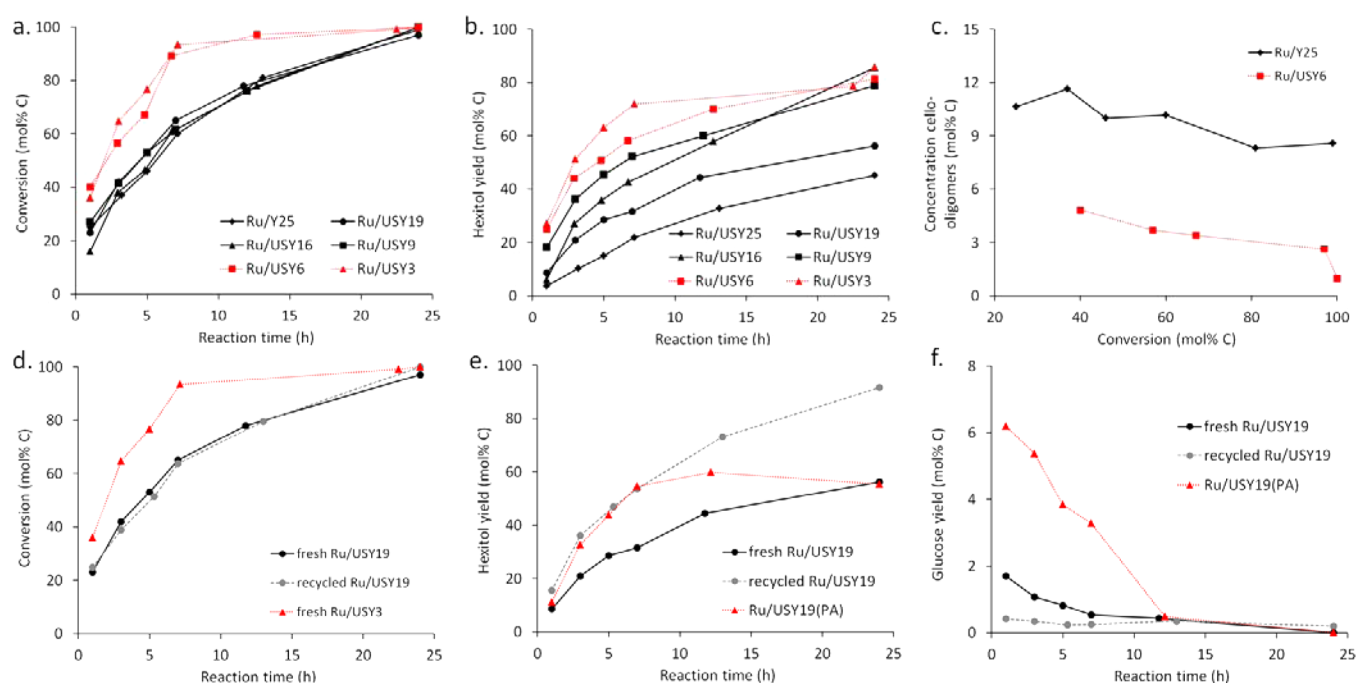 a.
Conversion (mol% C)
100
80
60
40
20
0
0 5 10 15 20 25
Reaction time (h)
Ru/Y25 Ru/USY19
Ru/USY16 Ru/USY9
Ru/USY6 Ru/USY3
b.
Hexitol yield (mol% C)
100
80
60
40
20
0
0 5 10 15 20 25
Reaction time (h)
Ru/USY25 Ru/USY19
Ru/USY16 Ru/USY9
Ru/USY6 Ru/USY3
c.
Concentration cello-
oligomers (mol% C)
15
12
9
6
3
0
20 40 60 80 100
Conversion (mol% C)
Ru/Y25
Ru/USY6
d.
Conversion (mol% C)
100
80
60
40
20
0
0 5 10 15 20 25
Reaction time (h)
fresh Ru/USY19
recycled Ru/USY19
fresh Ru/USY3
e.
Hexitol yield (mol% C)
100
80
60
40
20
0
0 5 10 15 20 25
Reaction time (h)
fresh Ru/USY19
recycled Ru/USY19
Ru/USY19(PA)
f.
Glucose yield (mol% C)
8
6
4
2
0
0 5 10 15 20 25
Reaction time (h)
fresh Ru/USY19
recycled Ru/USY19
Ru/USY19(PA)